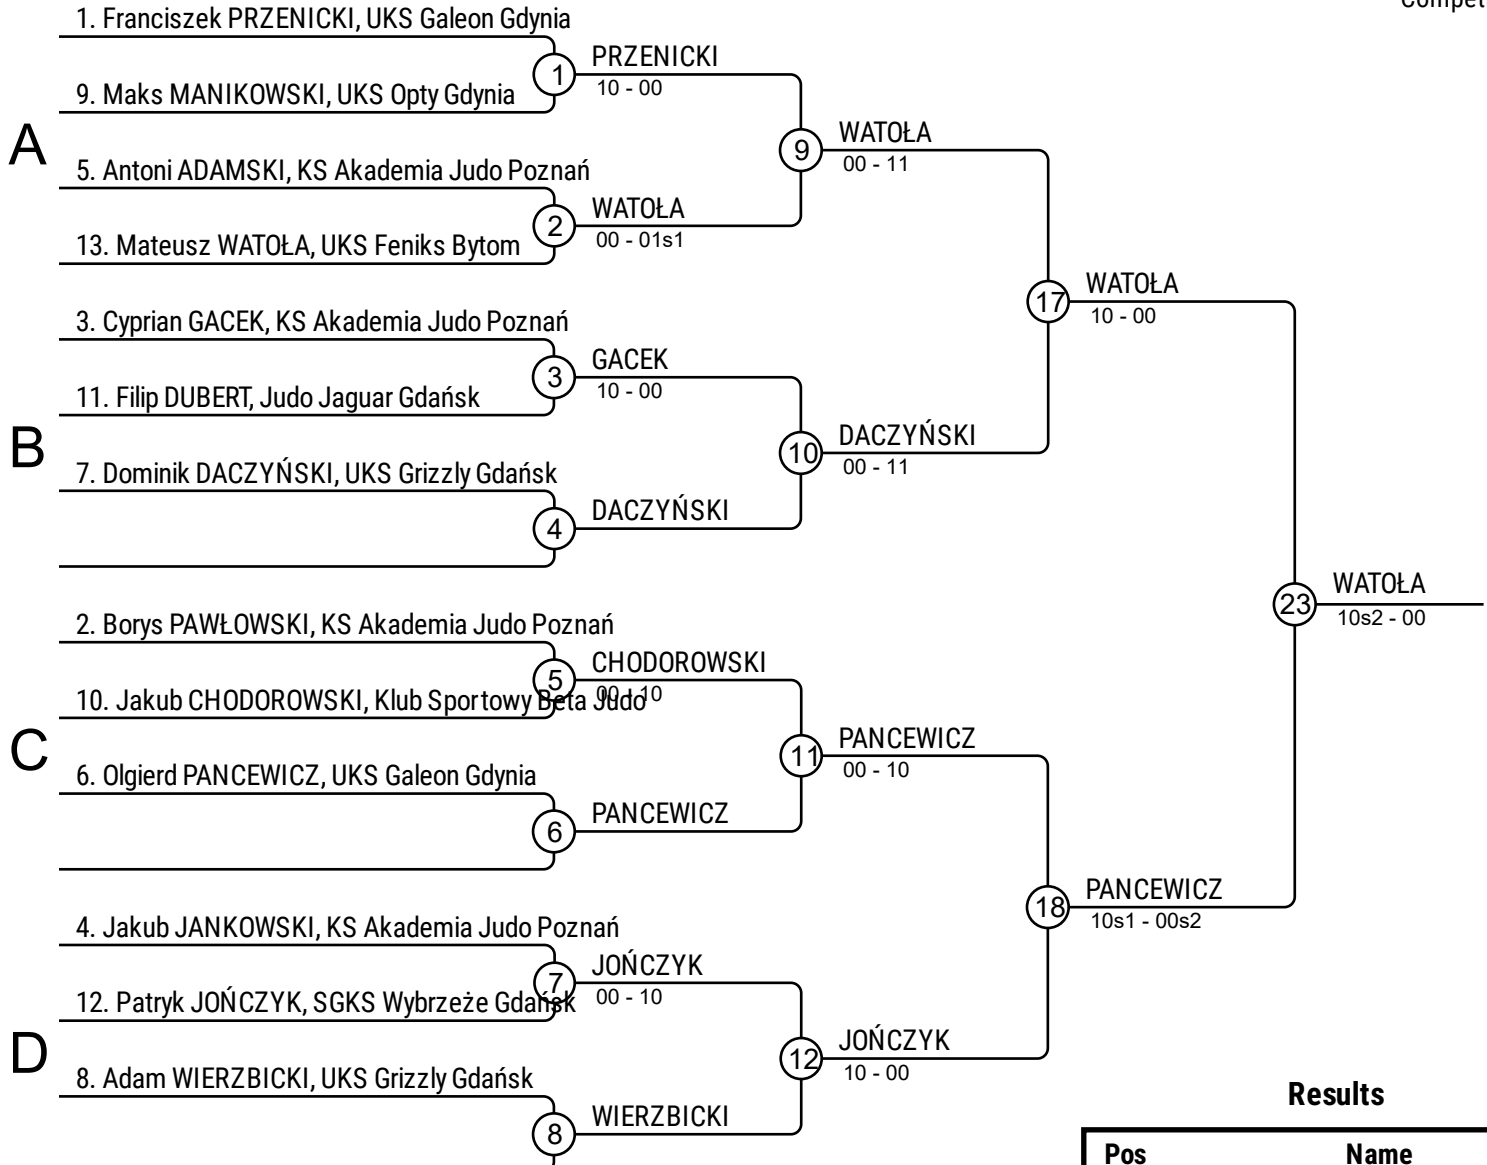 Compet
1. Franciszek PRZENICKI, UKS Galeon Gdynia
1
PRZENICKI
10 - 00
9. Maks MANIKOWSKI, UKS Opty Gdynia
A
9
WATOŁA
00 - 11
5. Antoni ADAMSKI, KS Akademia Judo Poznań
2
WATOŁA
00 - 01s1
13. Mateusz WATOŁA, UKS Feniks Bytom
17
WATOŁA
10 - 00
3. Cyprian GACEK, KS Akademia Judo Poznań
3
GACEK
10 - 00
11. Filip DUBERT, Judo Jaguar Gdańsk
B
10
DACZYŃSKI
00 - 11
7. Dominik DACZYŃSKI, UKS Grizzly Gdańsk
4
DACZYŃSKI
23
WATOŁA
10s2 - 00
2. Borys PAWŁOWSKI, KS Akademia Judo Poznań
5
CHODOROWSKI
00 - 10
10. Jakub CHODOROWSKI, Klub Sportowy Beta Judo
C
11
PANCEWICZ
00 - 10
6. Olgierd PANCEWICZ, UKS Galeon Gdynia
6
PANCEWICZ
18
PANCEWICZ
10s1 - 00s2
4. Jakub JANKOWSKI, KS Akademia Judo Poznań
7
JOŃCZYK
00 - 10
12. Patryk JOŃCZYK, SGKS Wybrzeże Gdańsk
D
12
JOŃCZYK
10 - 00
8. Adam WIERZBICKI, UKS Grizzly Gdańsk
8
WIERZBICKI
Results
Pos Name